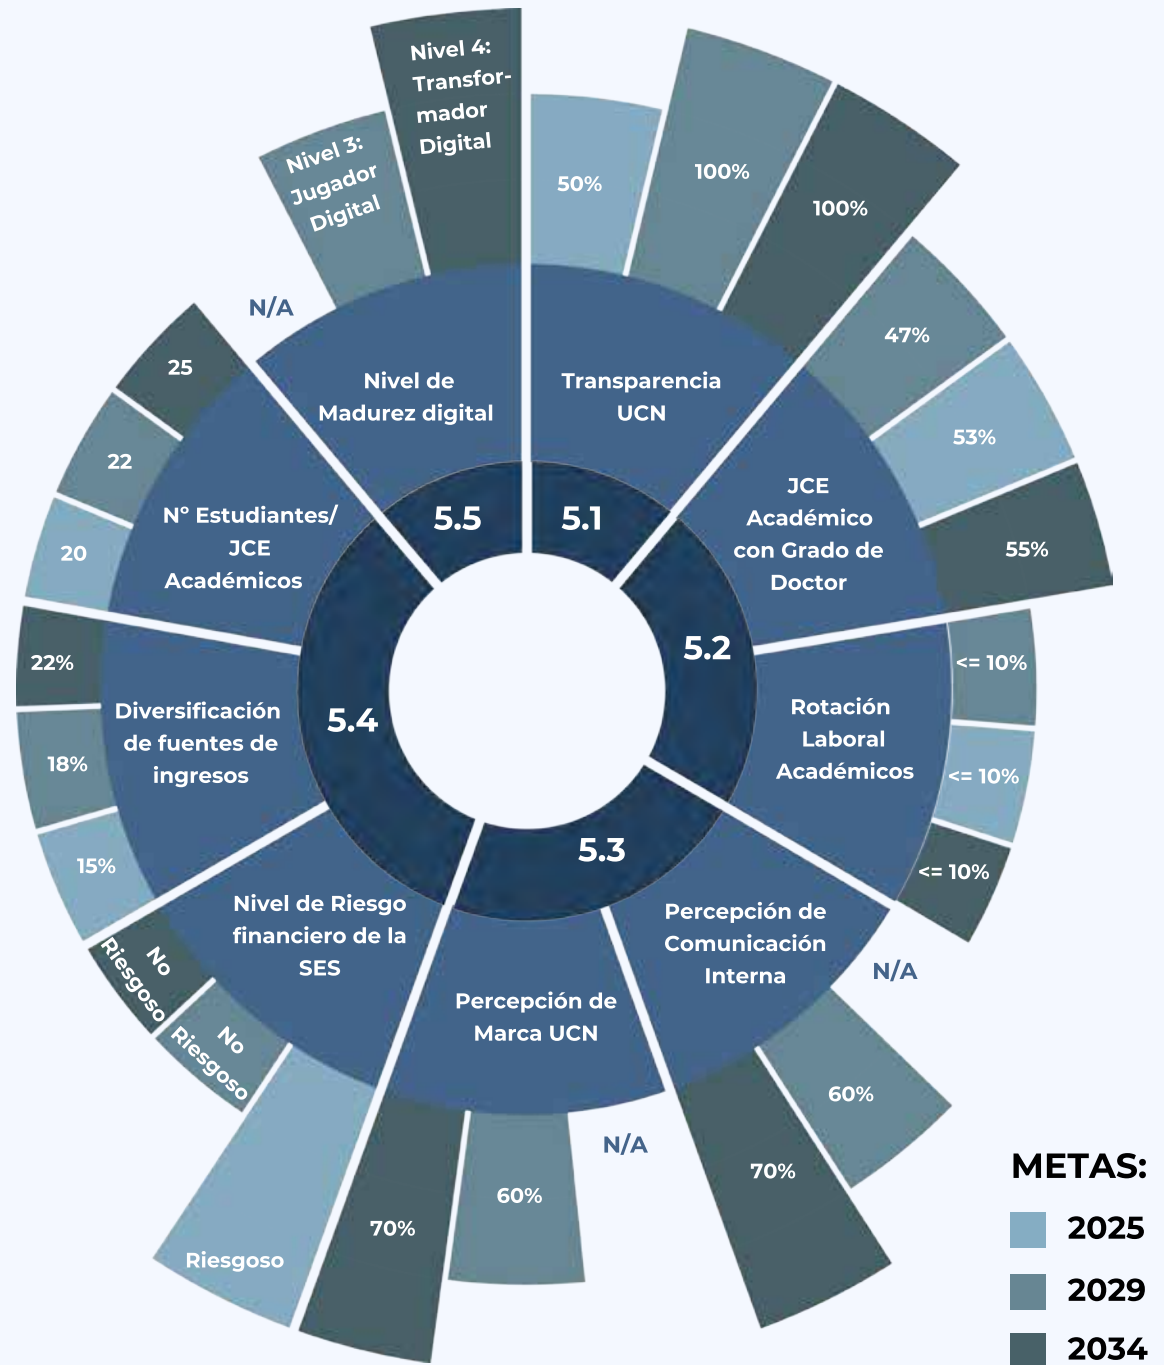 Nivel 4:
Transfor-
mador
Digital
Nivel 3:
Jugador
Digital
N/A
50%
100%
100%
Nivel de
Madurez digital
Transparencia
UCN
5.5
5.1
47%
53%
55%
JCE
Académico
con Grado de
Doctor
5.2
<= 10%
<= 10%
<= 10%
Rotación
Laboral
Académicos
5.3
Percepción de
Comunicación
Interna
N/A
60%
70%
Percepción de
Marca UCN
N/A
60%
70%
5.4
Nivel de Riesgo
financiero de la
SES
Riesgoso
No
Riesgoso
No
Riesgoso
Diversificación
de fuentes de
ingresos
15%
18%
22%
Nº Estudiantes/
JCE
Académicos
20
22
25
METAS:
2025
2029
2034